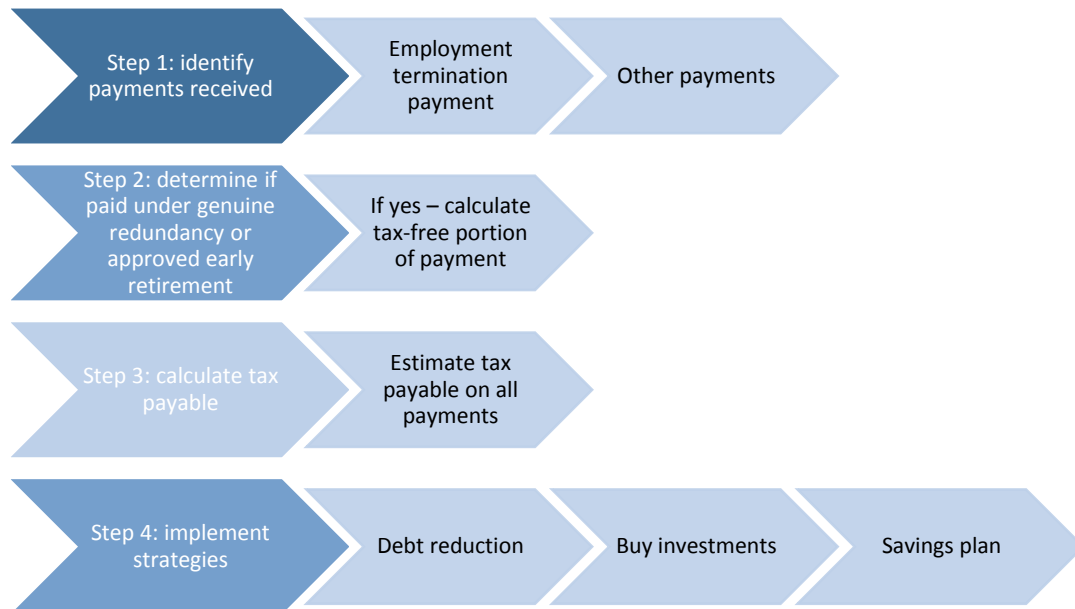 Step 1: identify
payments received
Employment
termination
payment
Other payments
Step 2: determine if
paid under genuine
redundancy or
approved early
retirement
If yes – calculate
tax-free portion
of payment
Step 3: calculate tax
payable
Estimate tax
payable on all
payments
Step 4: implement
strategies
Debt reduction
Buy investments
Savings plan